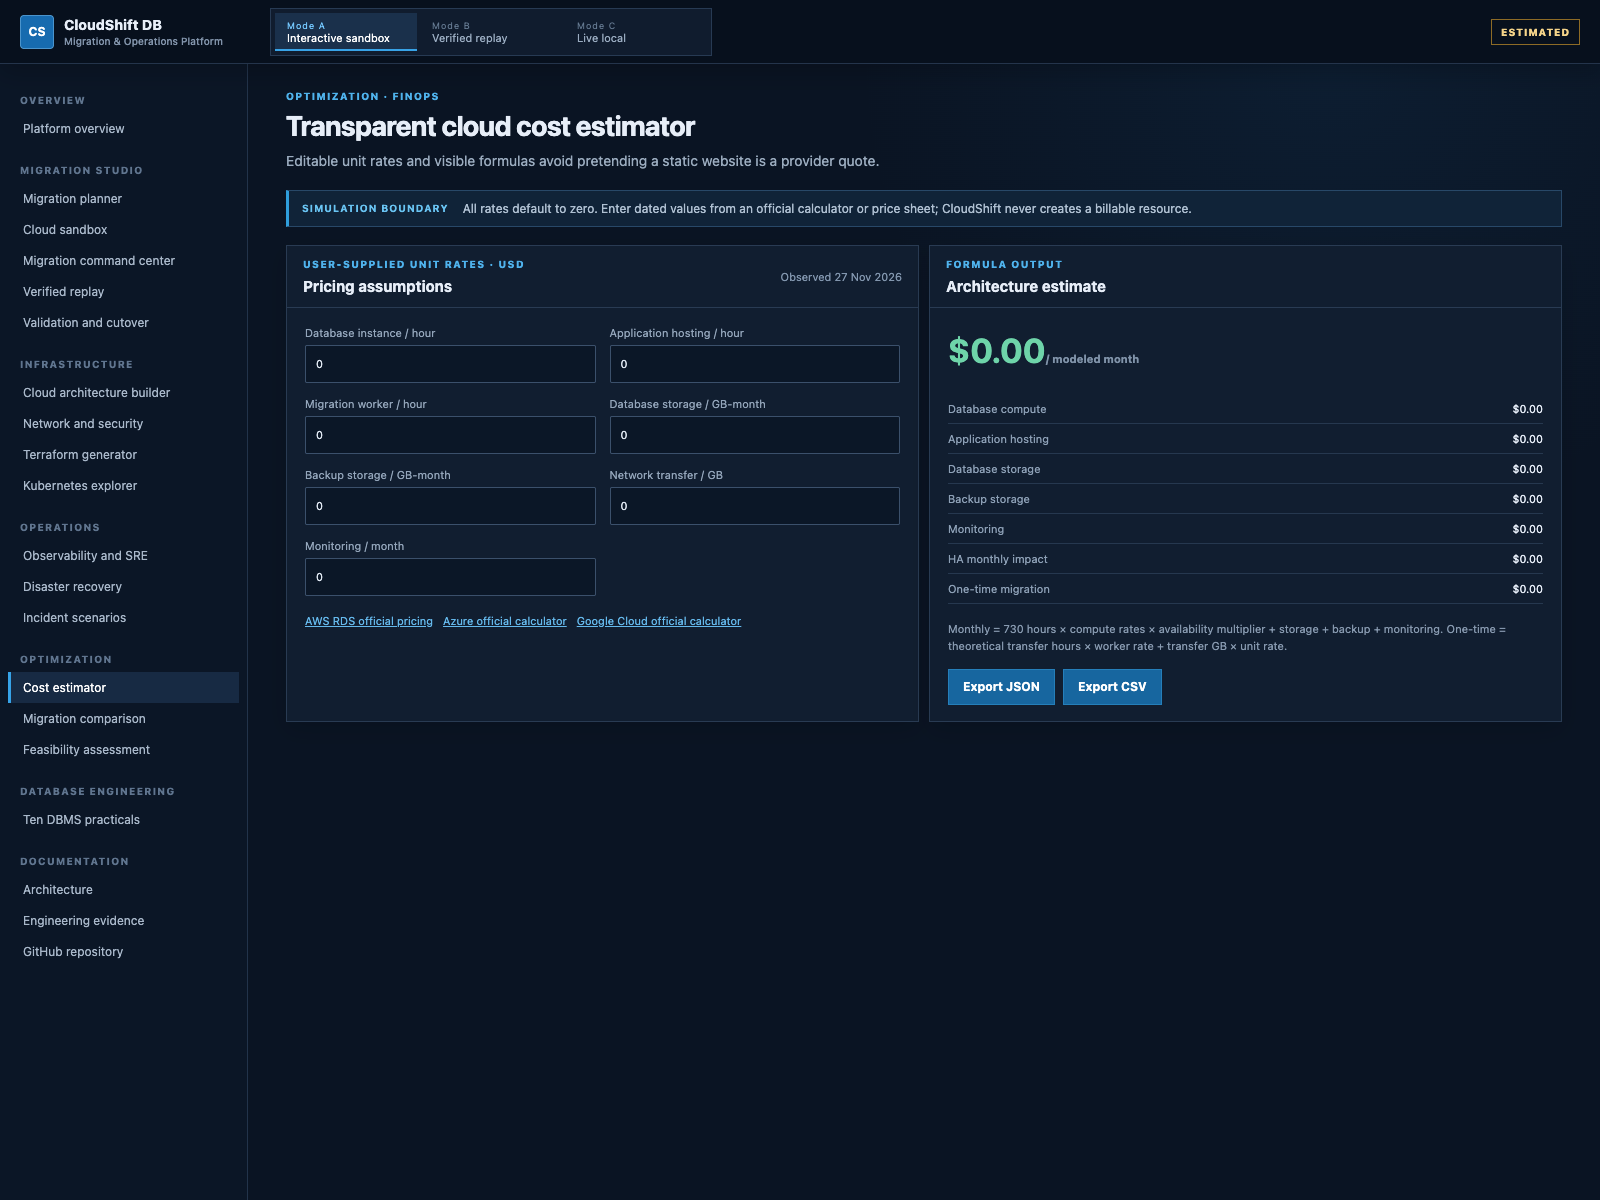 CS
CloudShift DB
Migration & Operations Platform
Mode A
Interactive sandbox
Mode B
Verified replay
Mode C
Live local
ESTIMATED
OVERVIEW
Platform overview
MIGRATION STUDIO
Migration planner
Cloud sandbox
Migration command center
Verified replay
Validation and cutover
INFRASTRUCTURE
Cloud architecture builder
Network and security
Terraform generator
Kubernetes explorer
OPERATIONS
Observability and SRE
Disaster recovery
Incident scenarios
OPTIMIZATION
Cost estimator
Migration comparison
Feasibility assessment
DATABASE ENGINEERING
Ten DBMS practicals
DOCUMENTATION
Architecture
Engineering evidence
GitHub repository
OPTIMIZATION · FINOPS
Transparent cloud cost estimator
Editable unit rates and visible formulas avoid pretending a static website is a provider quote.
SIMULATION BOUNDARY All rates default to zero. Enter dated values from an official calculator or price sheet; CloudShift never creates a billable resource.
USER-SUPPLIED UNIT RATES · USD
Pricing assumptions
Observed 27 Nov 2026
Database instance / hour
0
Application hosting / hour
0
Migration worker / hour
0
Database storage / GB-month
0
Backup storage / GB-month
0
Network transfer / GB
0
Monitoring / month
0
AWS RDS official pricing Azure official calculator Google Cloud official calculator
FORMULA OUTPUT
Architecture estimate
$0.00 / modeled month
Database compute $0.00
Application hosting $0.00
Database storage $0.00
Backup storage $0.00
Monitoring $0.00
HA monthly impact $0.00
One-time migration $0.00
Monthly = 730 hours × compute rates × availability multiplier + storage + backup + monitoring. One-time =
theoretical transfer hours × worker rate + transfer GB × unit rate.
Export JSON Export CSV